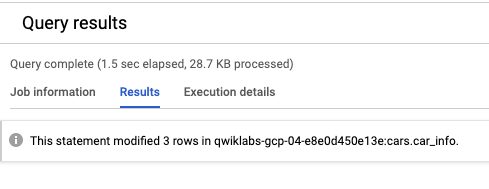 Query results
Query complete (1.5 sec elapsed, 28.7 KB processed)
Job information Results Execution details
This statement modified 3 rows in qwiklabs-gcp-04-e8e0d450e13e:cars.car_info.